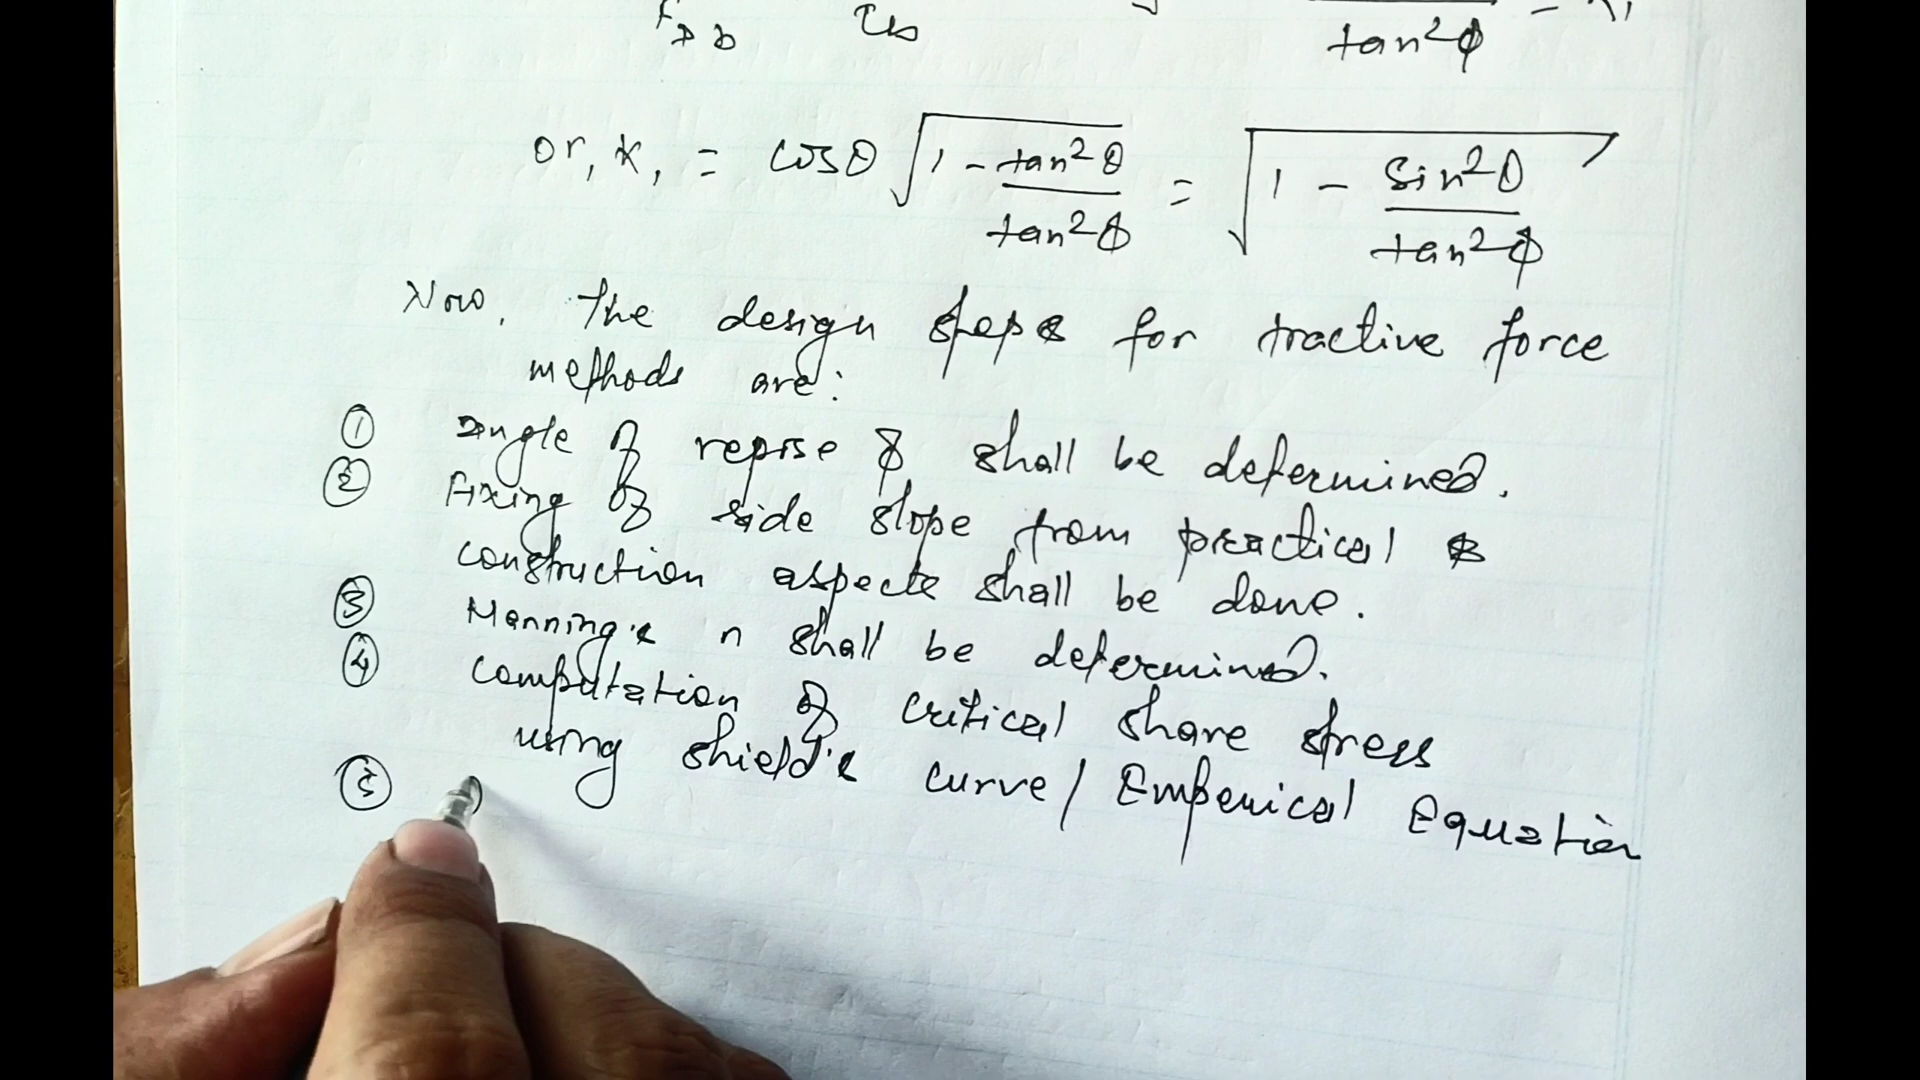 tan²ϕ
or, K₁ = cosθ √(1 - tan²θ / tan²ϕ) = √(1 - Sin²θ / tan²ϕ)
Now, The design steps for tractive force
methods are:
① Angle of repose ϕ shall be determined.
② Fixing of side slope from practical &
construction aspects shall be done.
③ Manning's n shall be determined.
④ Computation of critical share stress
using shield's curve / Emperical Equation
⑤